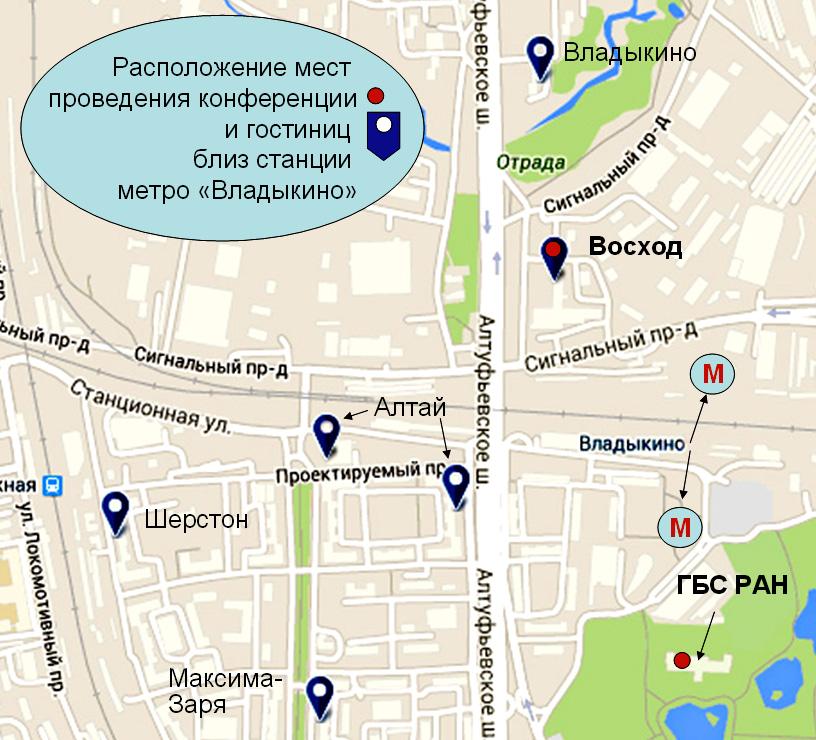 Расположение мест
проведения конференции
и гостиниц
близ станции
метро «Владыкино»
Владыкино
Алтуфьевское ш.
Отрада
Сигнальный пр-д
Восход
Алтуфьевское ш.
Сигнальный пр-д
Сигнальный пр-д
М
Станционная ул.
Алтай
Владыкино
Проектируемый пр
Шерстон
М
ул. Локомотивный пр.
ГБС РАН
Алтуфьевское ш.
Максима-
Заря